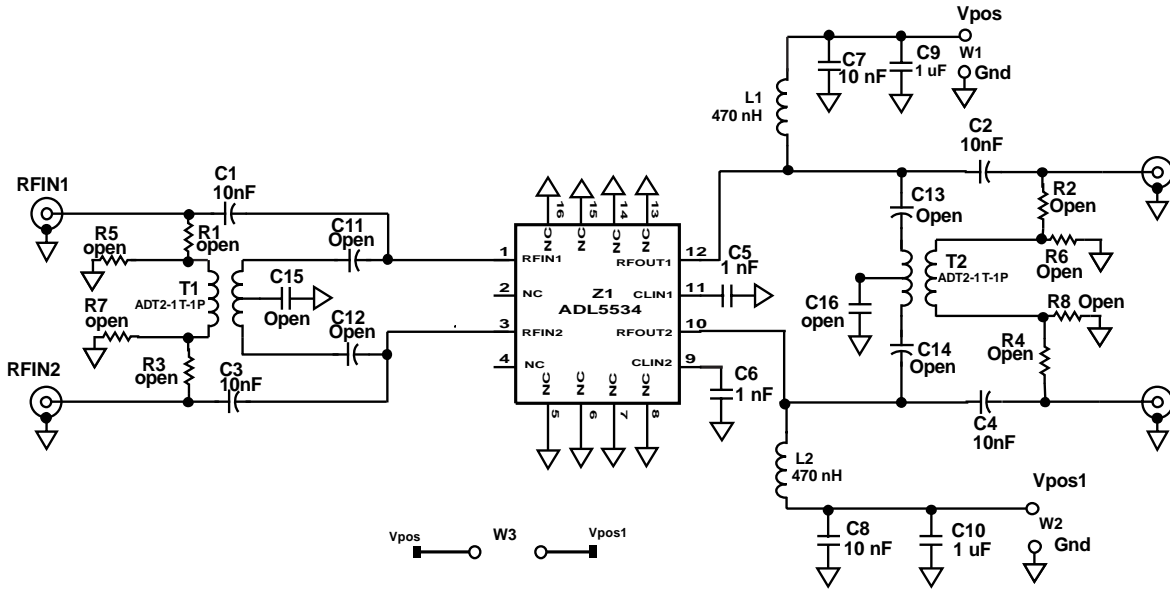 Vpos
C7
10 nF
C9
1 uF
W1
Gnd
L1
470 nH
C2
10nF
RFIN1
C1
10nF
R5
open
R1
open
C11
Open
16
15
14
13
NC
NC
NC
NC
C13
Open
R2
Open
1
RFIN1
RFOUT1
12
C5
1 nF
T1
ADT2-1T-1P
C15
Open
2
NC
Z1
ADL5534
CLIN1
11
T2
ADT2-1T-1P
R6
Open
R7
open
C12
Open
3
RFIN2
RFOUT2
10
C16
open
R8 Open
R3
open
4
NC
CLIN2
9
C14
Open
R4
Open
RFIN2
C3
10nF
NC
NC
NC
NC
5
6
7
8
C6
1 nF
C4
10nF
L2
470 nH
Vpos1
C8
10 nF
C10
1 uF
W2
Gnd
Vpos
W3
Vpos1